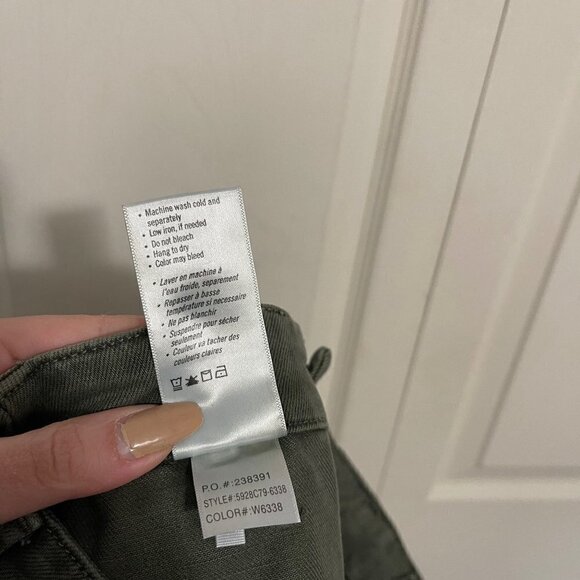 • Machine wash cold and
separately
• Low iron, if needed
• Do not bleach
• Hang to dry
• Color may bleed
• Laver en machine à
l'eau froide, separement
• Repasser à basse
température si necessaire
• Ne pas blanchir
• Suspendre pour sécher
seulement
• Couleur va tacher des
couleurs claires
P.O.#:238391
STYLE#:5928C79-6338
COLOR#:W6338